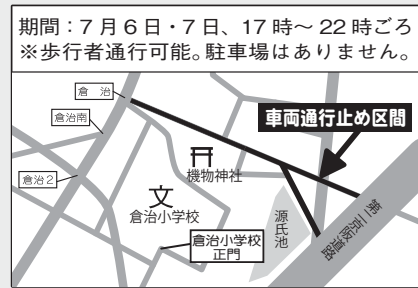 期間：7月6日・7日、17時～22時ごろ
※歩行者通行可能。駐車場はありません。
倉 治
倉治南
車両通行止め区間
機物神社
倉治2
文
倉治小学校
源氏池
第二京阪道路
倉治小学校
正門